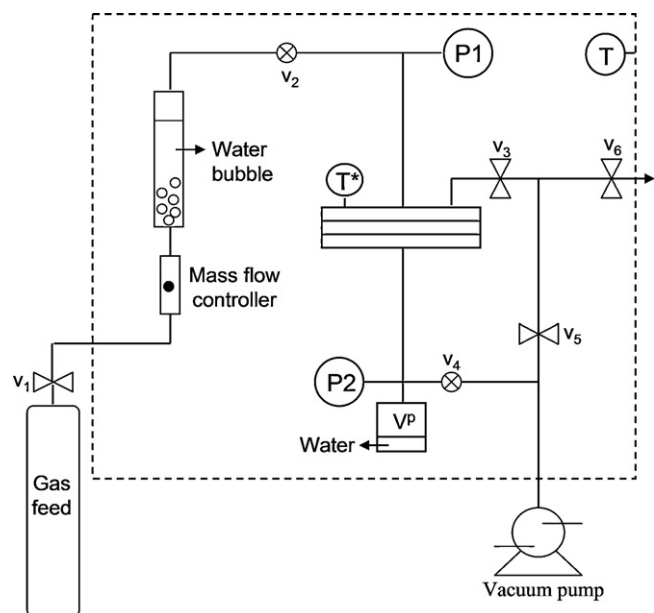 P1
T
v2
v3
v6
Water
bubble
T*
Mass flow
controller
v5
v1
v4
P2
Vp
Water
Gas
feed
Vacuum pump